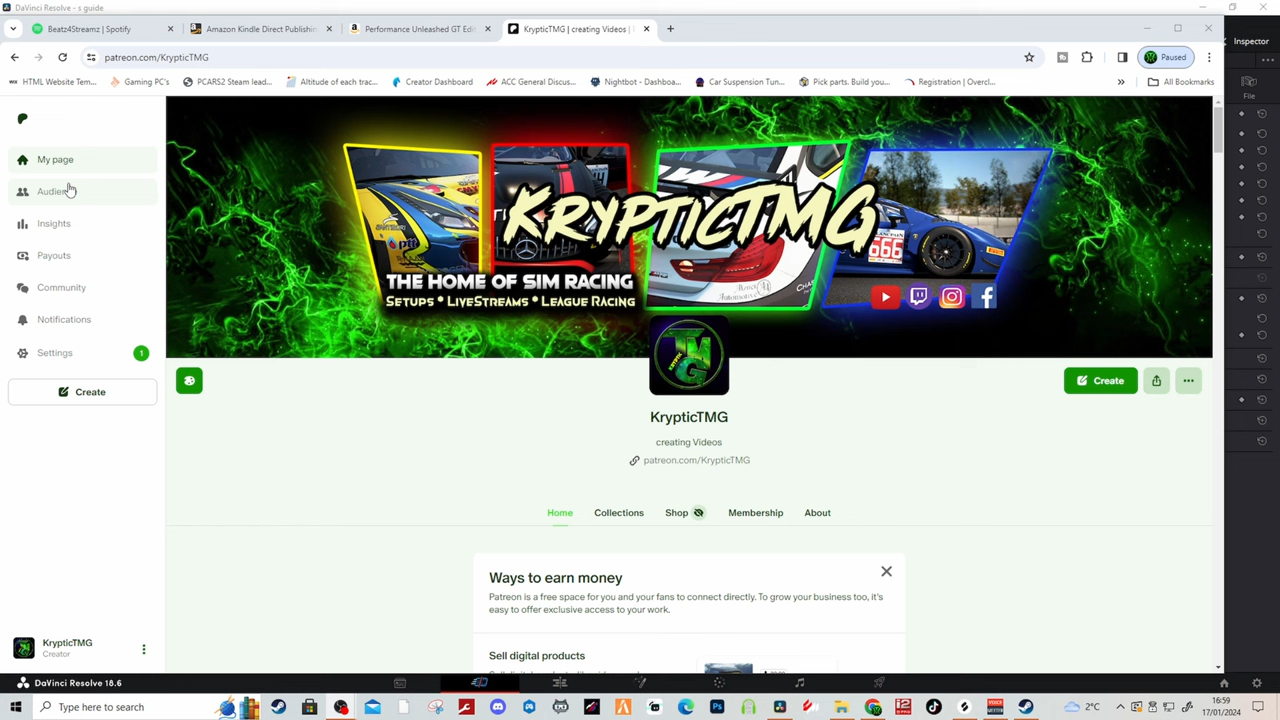 DaVinci Resolve - s guide
Beatz4Streamz | Spotify
Amazon Kindle Direct Publishin
Performance Unleashed GT Edi
KrypticTMG | creating Videos |
patreon.com/KrypticTMG
Paused
HTML Website Tem...
Gaming PC's
PCARS2 Steam lead...
Altitude of each trac...
Creator Dashboard
ACC General Discus...
Nightbot - Dashboa...
Car Suspension Tun...
Pick parts. Build you...
Registration | Overcl...
»
All Bookmarks
Inspector
File
My page
Insights
Payouts
Community
Notifications
Settings
1
Create
KrypticTMG
THE HOME OF SIM RACING
SETUPS * LIVESTREAMS * LEAGUE RACING
666
TMG
Create
KrypticTMG
creating Videos
patreon.com/KrypticTMG
Home
Collections
Shop
Membership
About
Ways to earn money
Patreon is a free space for you and your fans to connect directly. To grow your business too, it's
easy to offer exclusive access to your work.
Sell digital products
KrypticTMG
Creator
DaVinci Resolve 18.6
Type here to search
2°C
16:59
17/01/2024